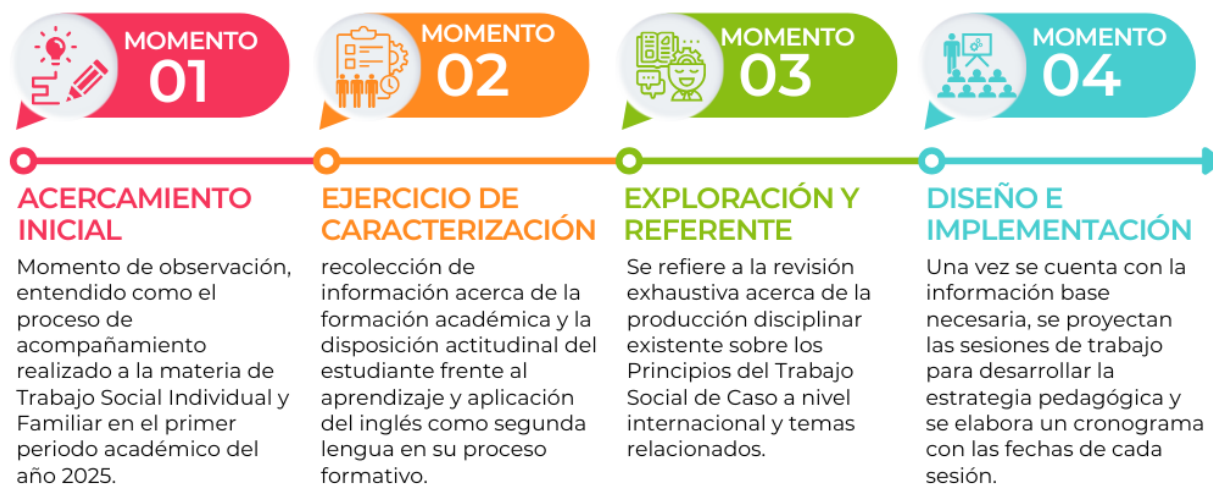 MOMENTO
01
ACERCAMIENTO
INICIAL
Momento de observación,
entendido como el
proceso de
acompañamiento
realizado a la materia de
Trabajo Social Individual y
Familiar en el primer
periodo académico del
año 2025.
MOMENTO
02
EJERCICIO DE
CARACTERIZACIÓN
recolección de
información acerca de la
formación académica y la
disposición actitudinal del
estudiante frente al
aprendizaje y aplicación
del inglés como segunda
lengua en su proceso
formativo.
MOMENTO
03
EXPLORACIÓN Y
REFERENTE
Se refiere a la revisión
exhaustiva acerca de la
producción disciplinar
existente sobre los
Principios del Trabajo
Social de Caso a nivel
internacional y temas
relacionados.
MOMENTO
04
DISEÑO E
IMPLEMENTACIÓN
Una vez se cuenta con la
información base
necesaria, se proyectan
las sesiones de trabajo
para desarrollar la
estrategia pedagógica y
se elabora un cronograma
con las fechas de cada
sesión.